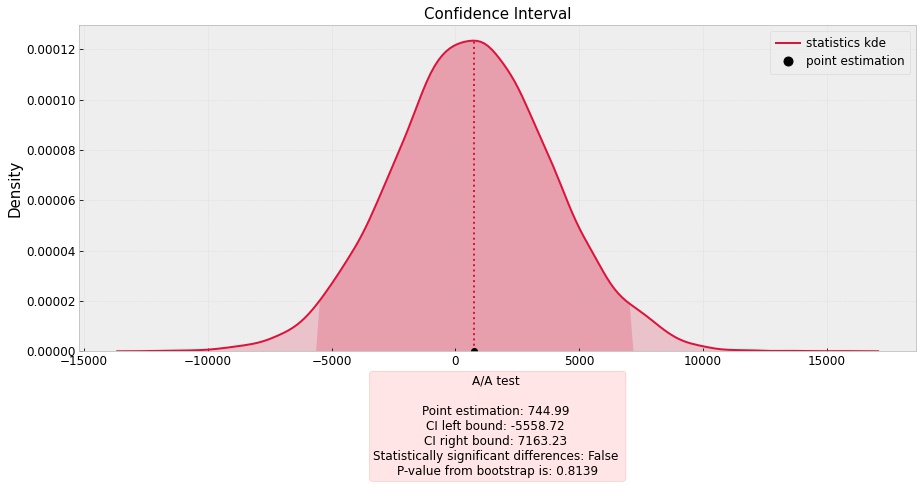 Confidence Interval
statistics kde
point estimation
Density
0.00012
0.00010
0.00008
0.00006
0.00004
0.00002
0.00000
−15000 −10000 −5000 0 5000 10000 15000
A/A test
Point estimation: 744.99
CI left bound: -5558.72
CI right bound: 7163.23
Statistically significant differences: False
P-value from bootstrap is: 0.8139